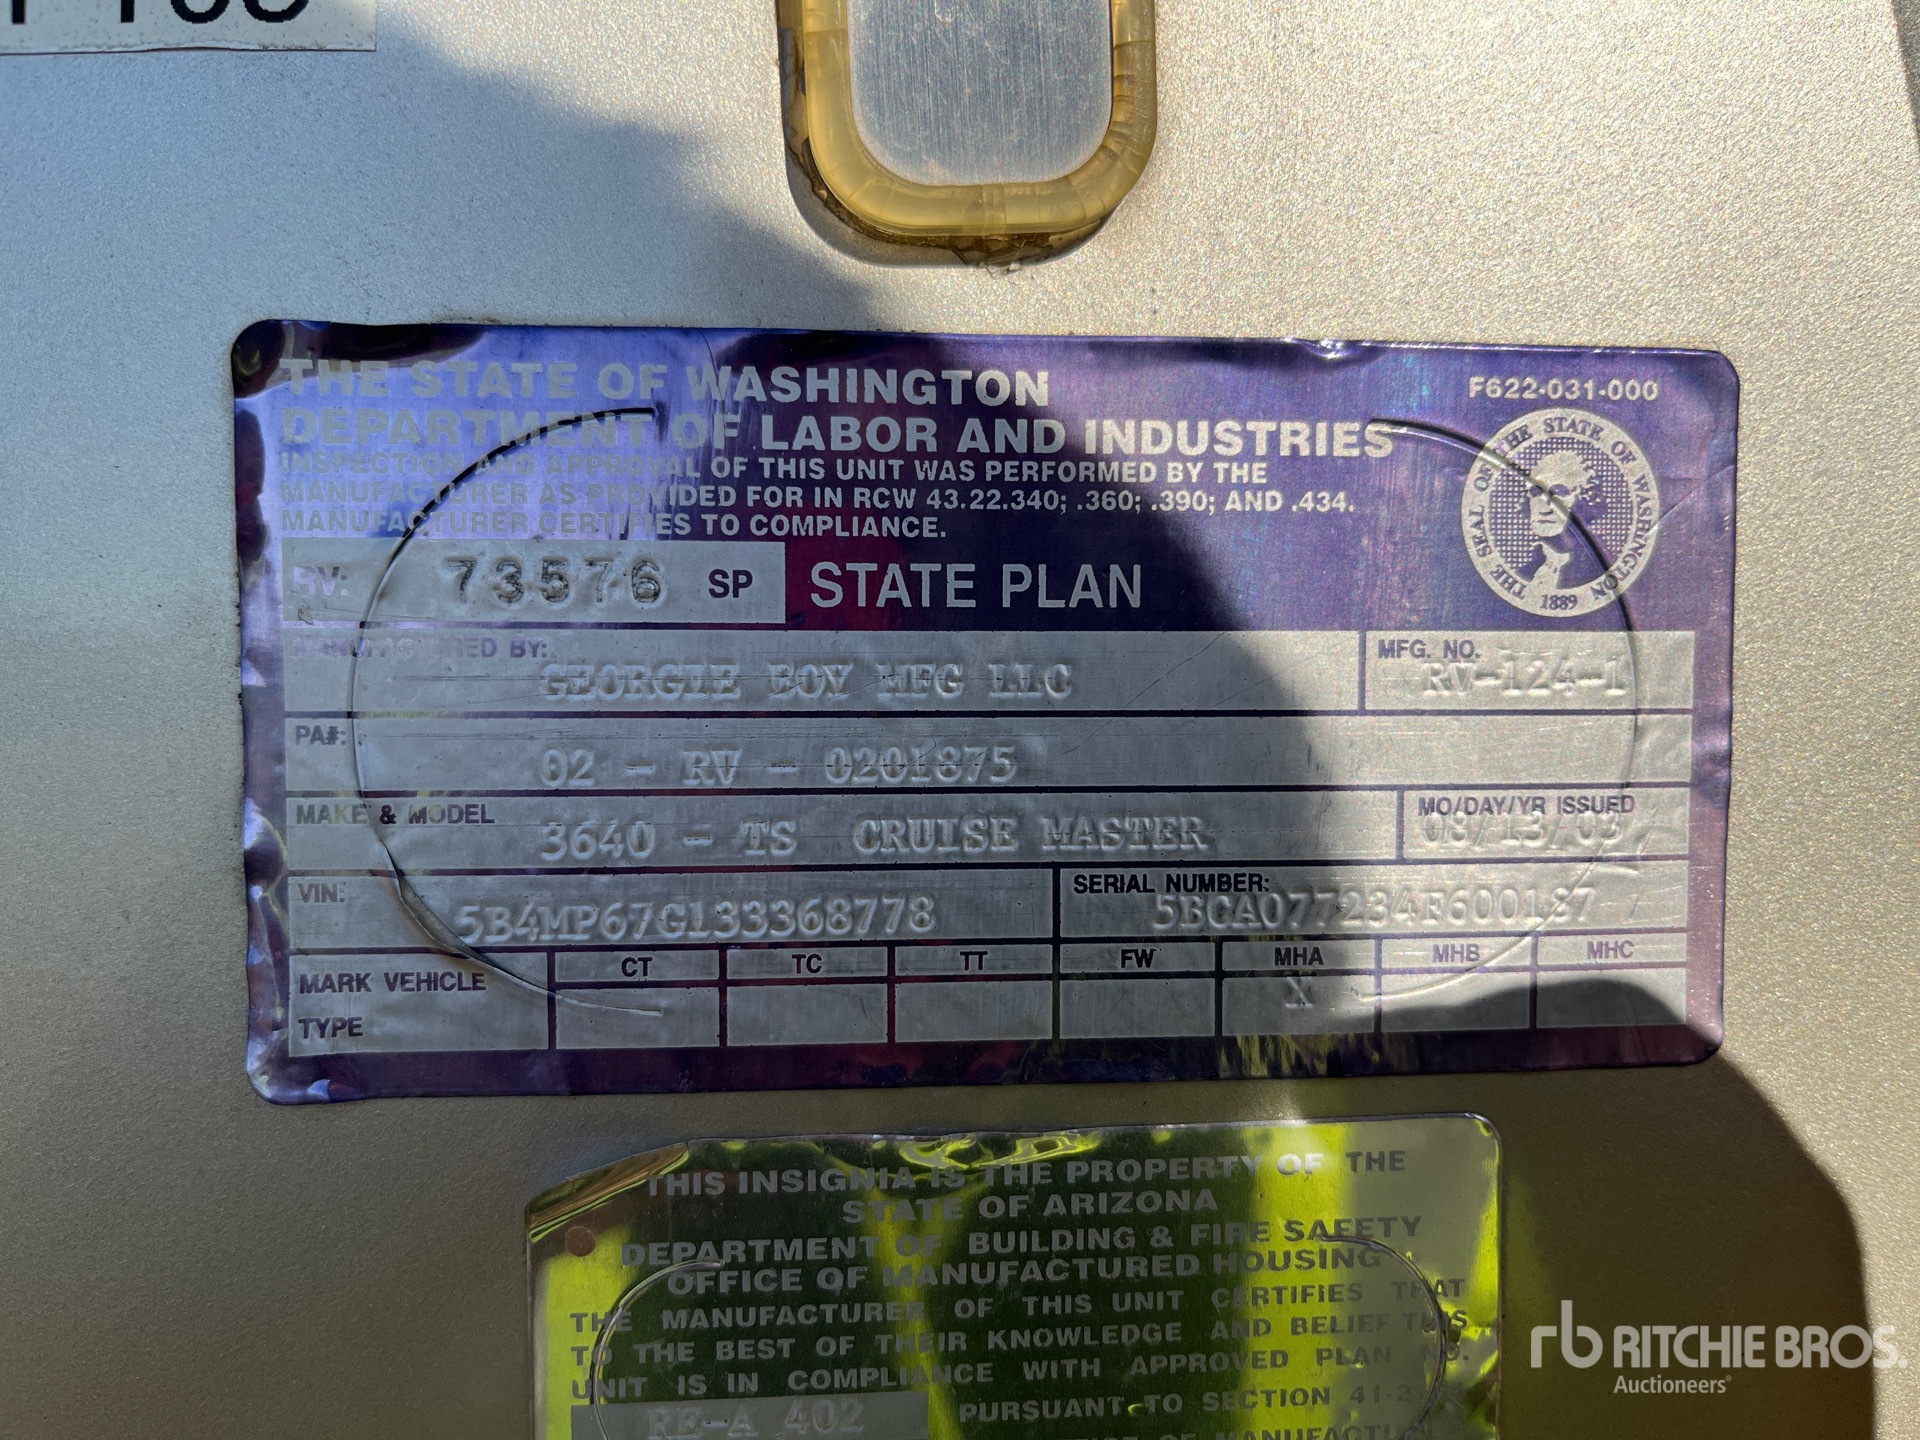 THE STATE OF WASHINGTON
DEPARTMENT OF LABOR AND INDUSTRIES
F622-031-000
INSPECTION AND APPROVAL OF THIS UNIT WAS PERFORMED BY THE
MANUFACTURER AS PROVIDED FOR IN RCW 43.22.340; .360; .390; AND .434.
MANUFACTURER CERTIFIES TO COMPLIANCE.
THE SEAL OF THE STATE OF WASHINGTON
1889
RV: 73576 SP STATE PLAN
MANUFACTURED BY: GEORGIE BOY MFG LLC
MFG. NO. RV-124-1
PA#: 02 - RV - 0201875
MAKE & MODEL 3640 - TS CRUISE MASTER
MO/DAY/YR ISSUED 08/13/03
VIN: 5B4MP67G133368778
SERIAL NUMBER: 5BCA077234F600187
MARK VEHICLE TYPE
CT TC TT FW MHA MHB MHC
X
THIS INSIGNIA IS THE PROPERTY OF THE
STATE OF ARIZONA
DEPARTMENT OF BUILDING & FIRE SAFETY
OFFICE OF MANUFACTURED HOUSING
THE MANUFACTURER OF THIS UNIT CERTIFIES THAT
TO THE BEST OF THEIR KNOWLEDGE AND BELIEF THIS
UNIT IS IN COMPLIANCE WITH APPROVED PLAN NO.
RE-A 402 PURSUANT TO SECTION
rb RITCHIE BROS.
Auctioneers